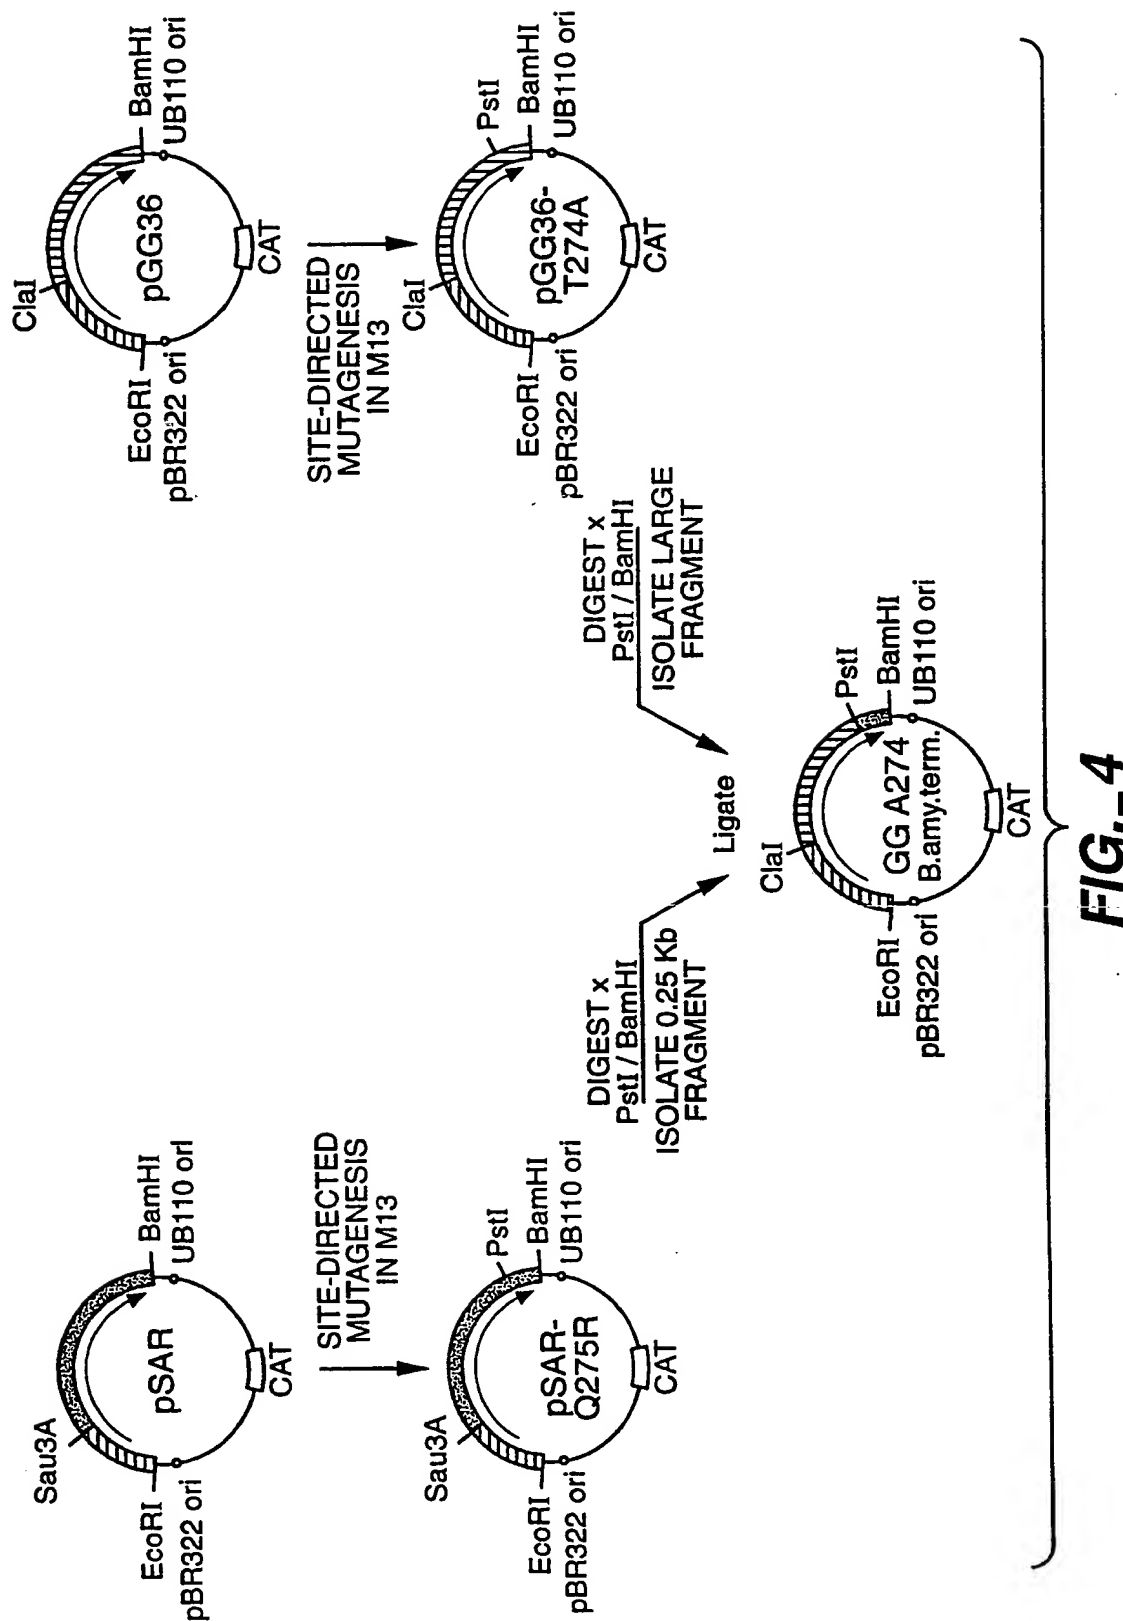 Sau3A
EcoRI
pBR322 ori
pSAR
CAT
BamHI
UB110 ori
SITE-DIRECTED
MUTAGENESIS
IN M13
Sau3A
EcoRI
pBR322 ori
pSAR-
Q275R
CAT
PstI
BamHI
UB110 ori
ClaI
EcoRI
pBR322 ori
pGG36
CAT
BamHI
UB110 ori
SITE-DIRECTED
MUTAGENESIS
IN M13
ClaI
EcoRI
pBR322 ori
pGG36-
T274A
CAT
PstI
BamHI
UB110 ori
DIGEST x
PstI / BamHI
ISOLATE 0.25 Kb
FRAGMENT
DIGEST x
PstI / BamHI
ISOLATE LARGE
FRAGMENT
Ligate
ClaI
EcoRI
pBR322 ori
GG A274
B.amy.term.
CAT
PstI
BamHI
UB110 ori
FIG._4